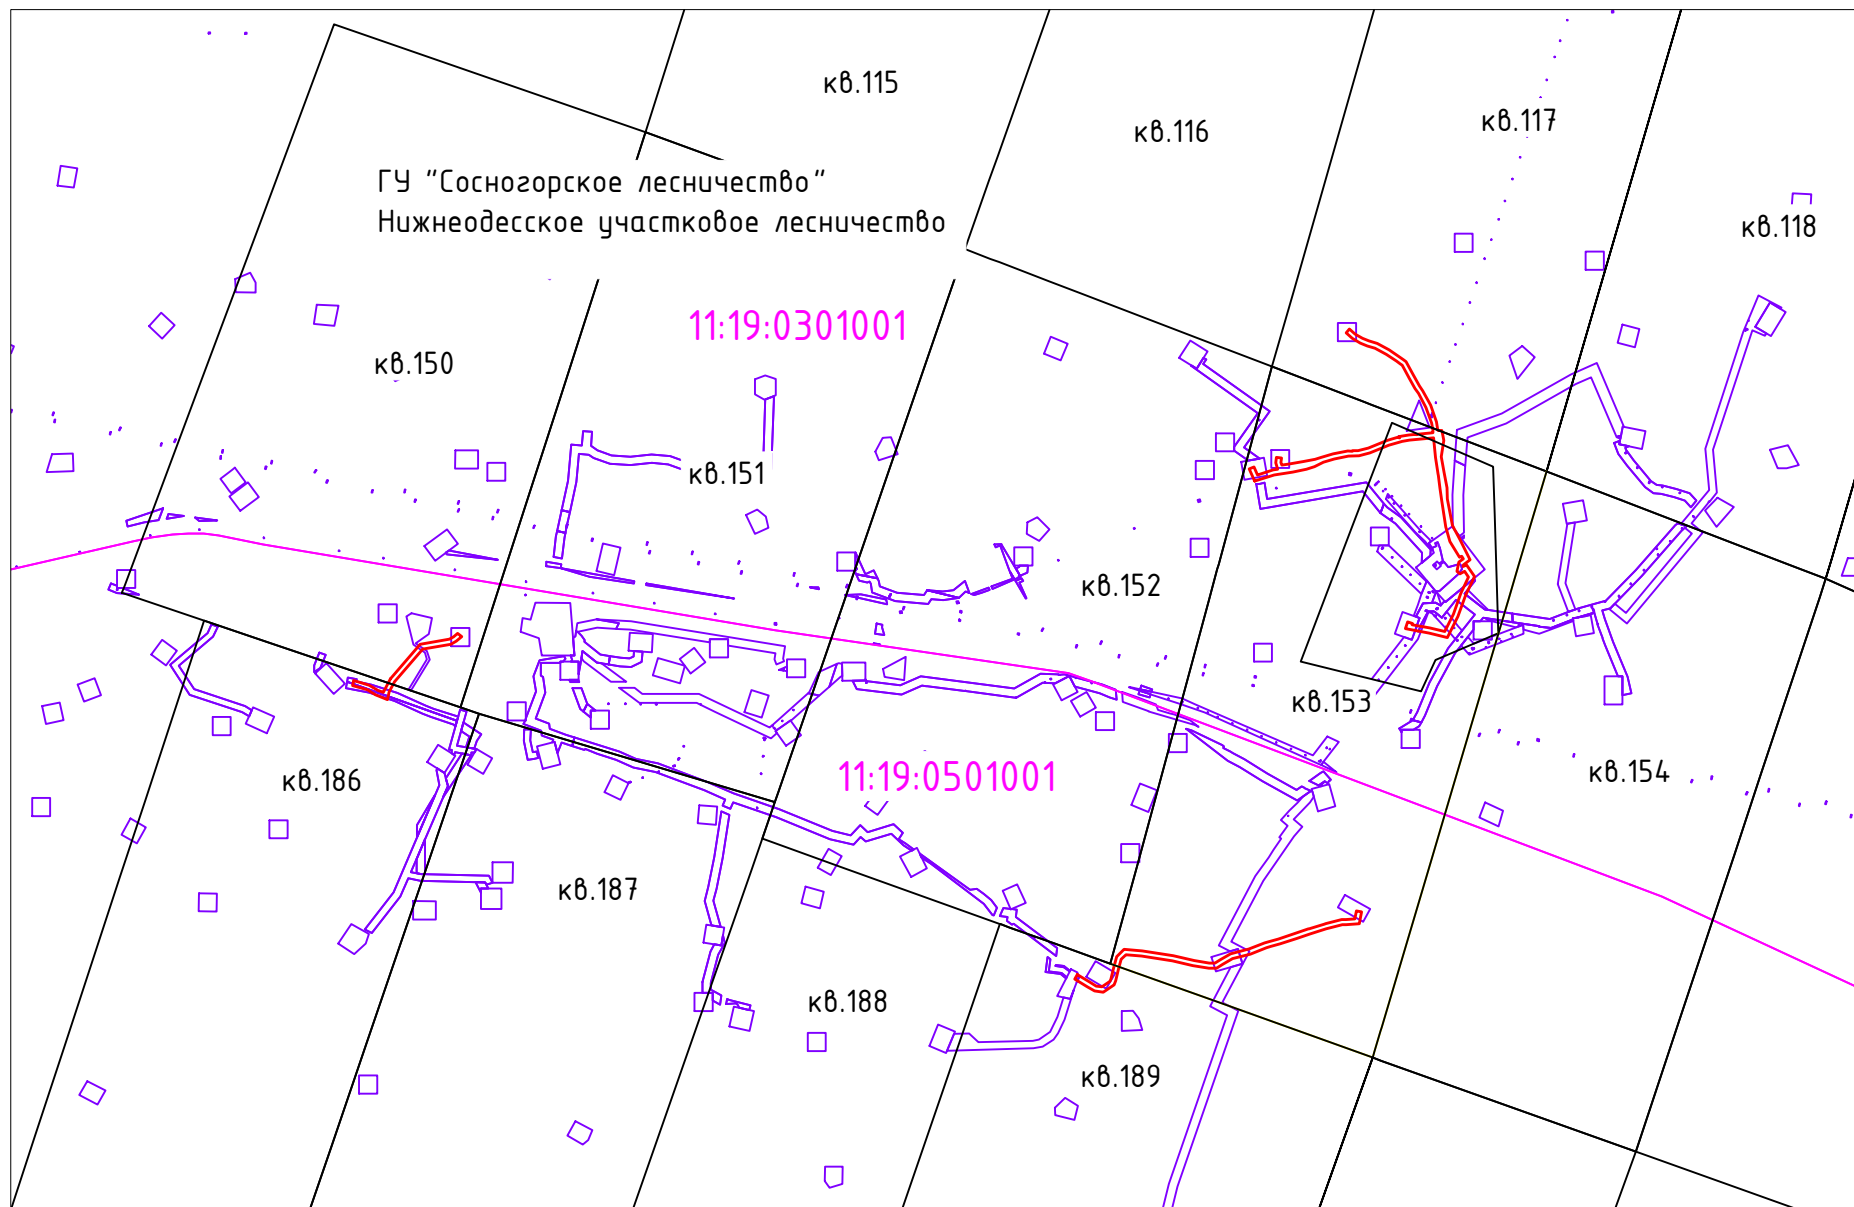 кв.115
кв.116
кв.117
кв.118
ГУ "Сосногорское лесничество"
Нижнеодесское участковое лесничество
11:19:0301001
кв.150
кв.151
кв.152
кв.153
кв.154
11:19:0501001
кв.186
кв.187
кв.188
кв.189